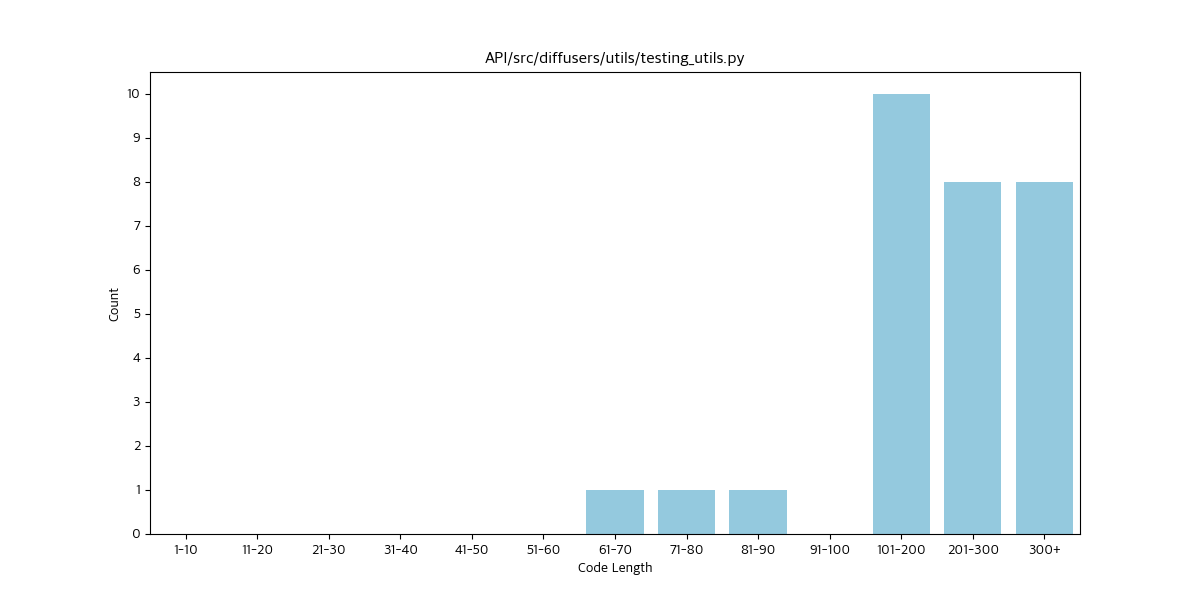 API/src/diffusers/utils/testing_utils.py
10
9
8
7
6
5
4
3
2
1
0
Count
1-10 11-20 21-30 31-40 41-50 51-60 61-70 71-80 81-90 91-100 101-200 201-300 300+
Code Length